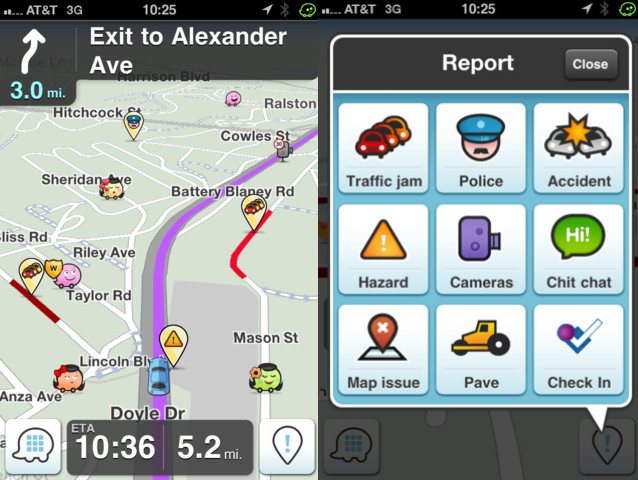 AT&T 3G 10:25
Exit to Alexander
Ave
3.0 mi.
Harrison Blvd
Hitchcock St
Ralston
Cowles St
30
Sheridan Ave
Battery Blaney Rd
Bliss Rd
Riley Ave
W
Taylor Rd
Mason St
Lincoln Blv
Anza Ave
Doyle Dr
ETA
10:36 5.2 mi.
AT&T 3G 10:25
Report
Close
Traffic jam
Police
Accident
Hazard
Cameras
Hi!
Chit chat
Map issue
Pave
Check In